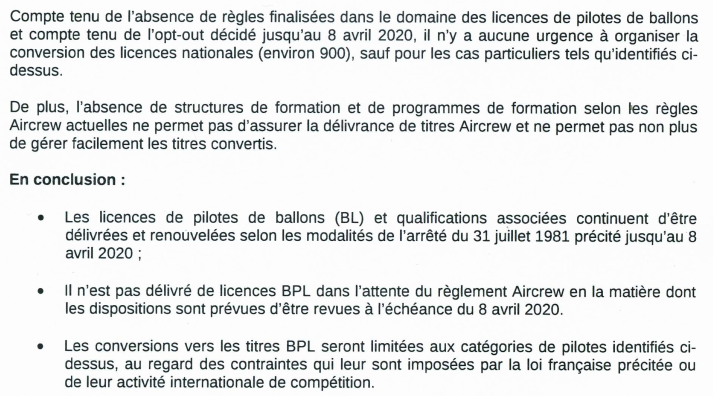 Compte tenu de l'absence de règles finalisées dans le domaine des licences de pilotes de ballons
et compte tenu de l'opt-out décidé jusqu'au 8 avril 2020, il n'y a aucune urgence à organiser la
conversion des licences nationales (environ 900), sauf pour les cas particuliers tels qu'identifiés ci-
dessus.
De plus, l'absence de structures de formation et de programmes de formation selon les règles
Aircrew actuelles ne permet pas d'assurer la délivrance de titres Aircrew et ne permet pas non plus
de gérer facilement les titres convertis.
En conclusion :
• Les licences de pilotes de ballons (BL) et qualifications associées continuent d'être
délivrées et renouvelées selon les modalités de l'arrêté du 31 juillet 1981 précité jusqu'au 8
avril 2020 ;
• Il n'est pas délivré de licences BPL dans l'attente du règlement Aircrew en la matière dont
les dispositions sont prévues d'être revues à l'échéance du 8 avril 2020.
• Les conversions vers les titres BPL seront limitées aux catégories de pilotes identifiés ci-
dessus, au regard des contraintes qui leur sont imposées par la loi française précitée ou
de leur activité internationale de compétition.